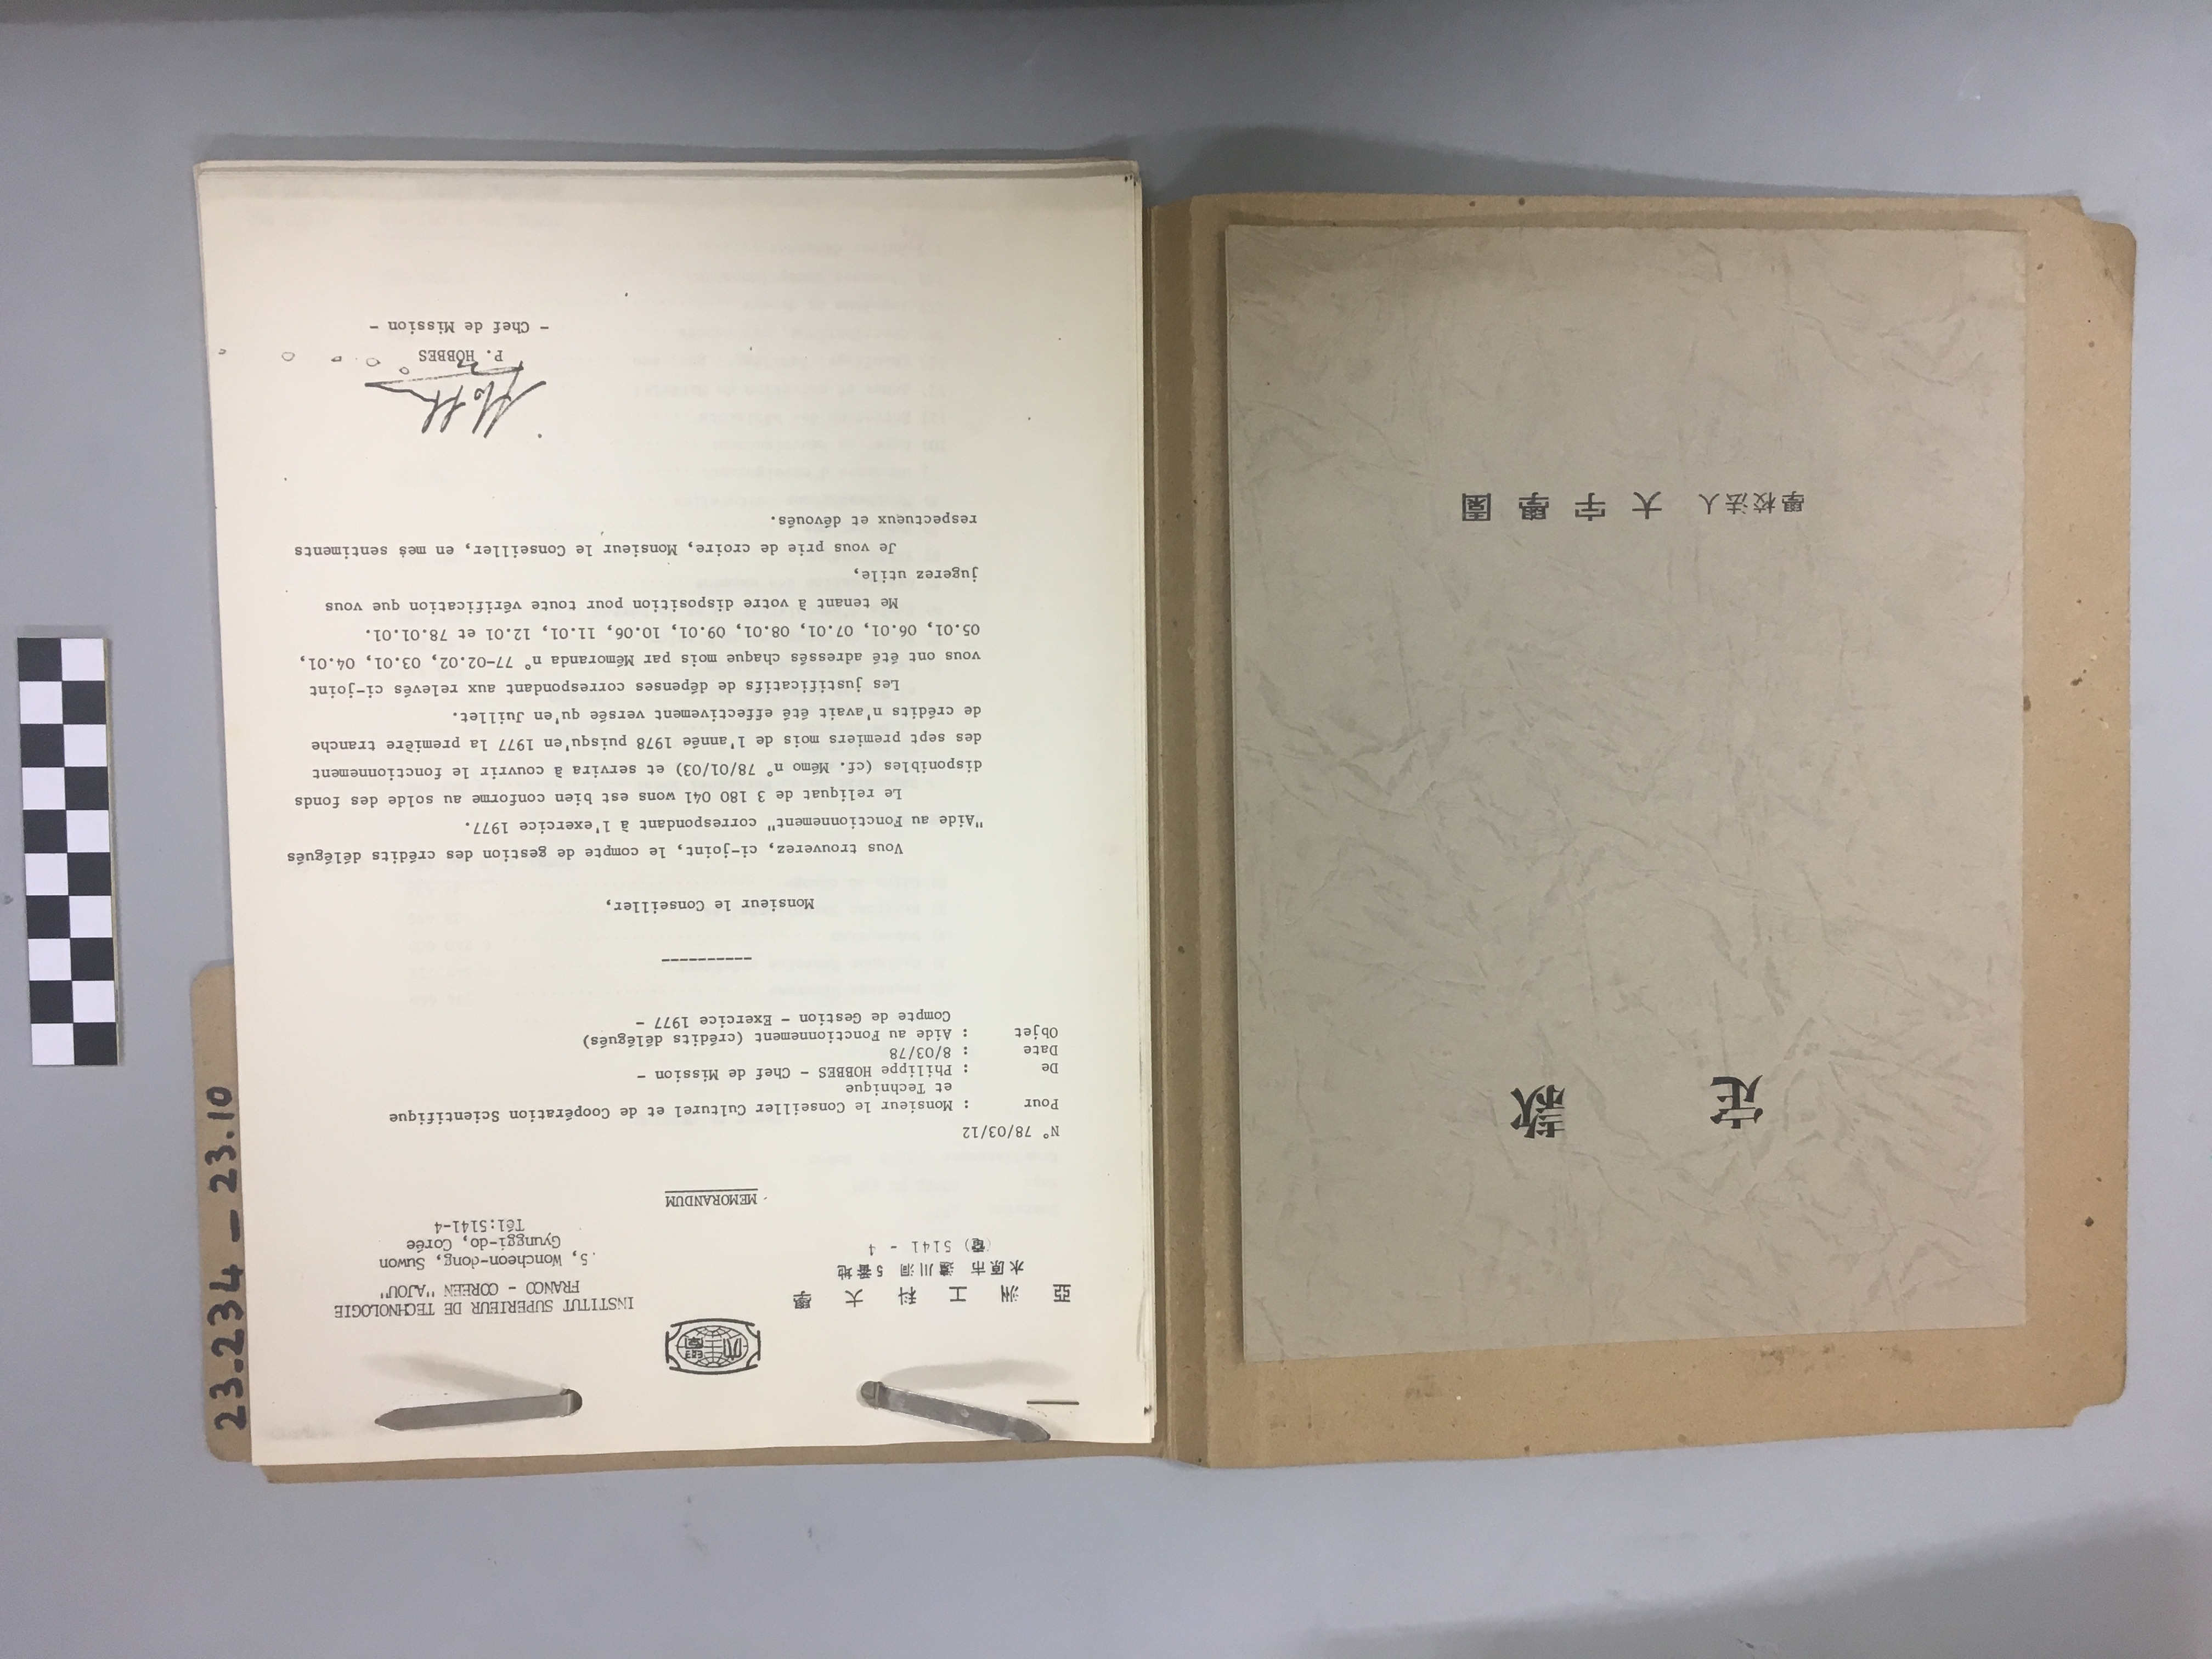 亞 洲 工 科 大 學
水原市 遠川洞 5番地
(電) 5141 - 4
INSTITUT SUPERIEUR DE TECHNOLOGIE
FRANCO - COREEN "AJOU"
5, Woncheon-dong, Suwon
Gyunggi-do, Corée
Tél:5141-4
MEMORANDUM
N° 78/03/12
Pour : Monsieur le Conseiller Culturel et de Coopération Scientifique
et Technique
De : Philippe HOBBES - Chef de Mission -
Date : 8/03/78
Objet : Aide au Fonctionnement (crédits délégués)
Compte de Gestion - Exercice 1977 -
Monsieur le Conseiller,
Vous trouverez, ci-joint, le compte de gestion des crédits délégués
"Aide au Fonctionnement" correspondant à l'exercice 1977.
Le reliquat de 3 180 041 wons est bien conforme au solde des fonds
disponibles (cf. Mémo n° 78/01/03) et servira à couvrir le fonctionnement
des sept premiers mois de l'année 1978 puisqu'en 1977 la première tranche
de crédits n'avait été effectivement versée qu'en Juillet.
Les justificatifs de dépenses correspondant aux relevés ci-joint
vous ont été adressés chaque mois par Mémoranda n° 77-02.02, 03.01, 04.01,
05.01, 06.01, 07.01, 08.01, 09.01, 10.06, 11.01, 12.01 et 78.01.01.
Me tenant à votre disposition pour toute vérification que vous
jugerez utile,
Je vous prie de croire, Monsieur le Conseiller, en mes sentiments
respectueux et dévoués.
P. HOBBES
- Chef de Mission -
23.234 - 23.10
定 款
學校法人 大宇學園